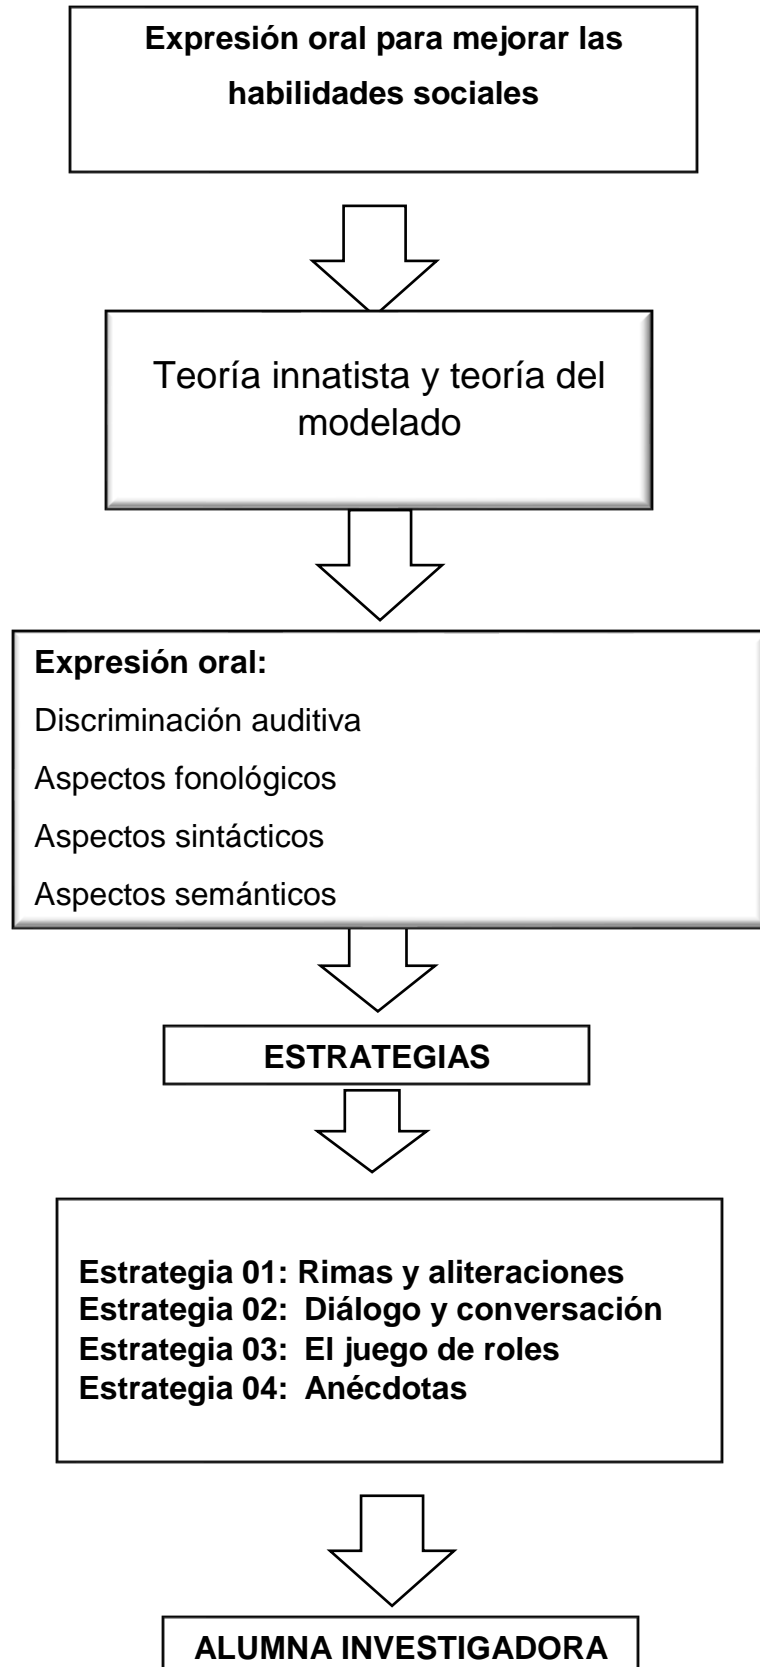 Expresión oral para mejorar las
habilidades sociales
Teoría innatista y teoría del
modelado
Expresión oral:
Discriminación auditiva
Aspectos fonológicos
Aspectos sintácticos
Aspectos semánticos
ESTRATEGIAS
Estrategia 01: Rimas y aliteraciones
Estrategia 02: Diálogo y conversación
Estrategia 03: El juego de roles
Estrategia 04: Anécdotas
ALUMNA INVESTIGADORA